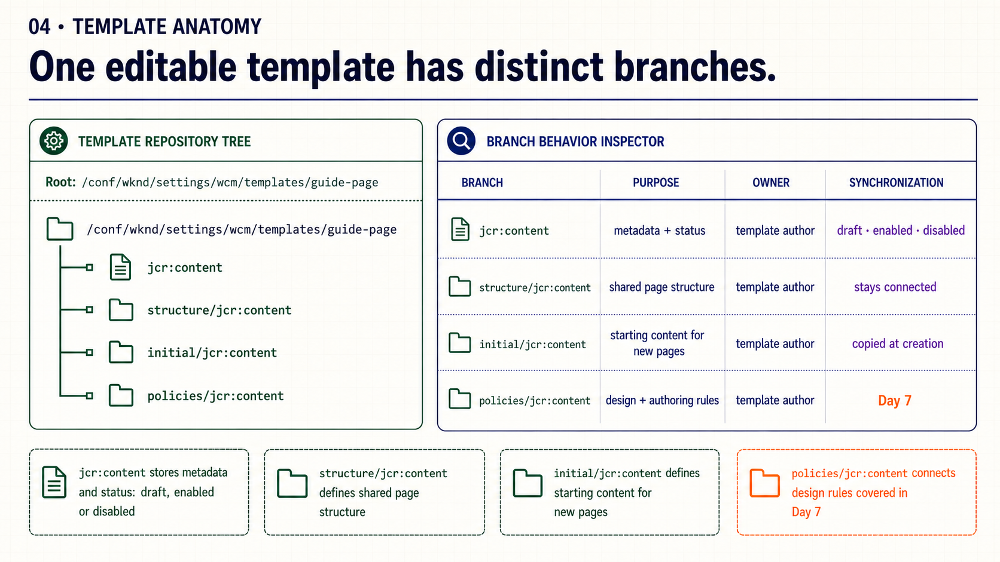 04 • TEMPLATE ANATOMY
One editable template has distinct branches.
TEMPLATE REPOSITORY TREE
Root: /conf/wknd/settings/wcm/templates/guide-page
/conf/wknd/settings/wcm/templates/guide-page
jcr:content
structure/jcr:content
initial/jcr:content
policies/jcr:content
BRANCH BEHAVIOR INSPECTOR
BRANCH PURPOSE OWNER SYNCHRONIZATION
jcr:content metadata + status template author draft • enabled • disabled
structure/jcr:content shared page structure template author stays connected
initial/jcr:content starting content for
new pages template author copied at creation
policies/jcr:content design + authoring rules template author Day 7
jcr:content stores metadata
and status: draft, enabled
or disabled
structure/jcr:content
defines shared page
structure
initial/jcr:content defines
starting content for
new pages
policies/jcr:content connects
design rules covered in
Day 7